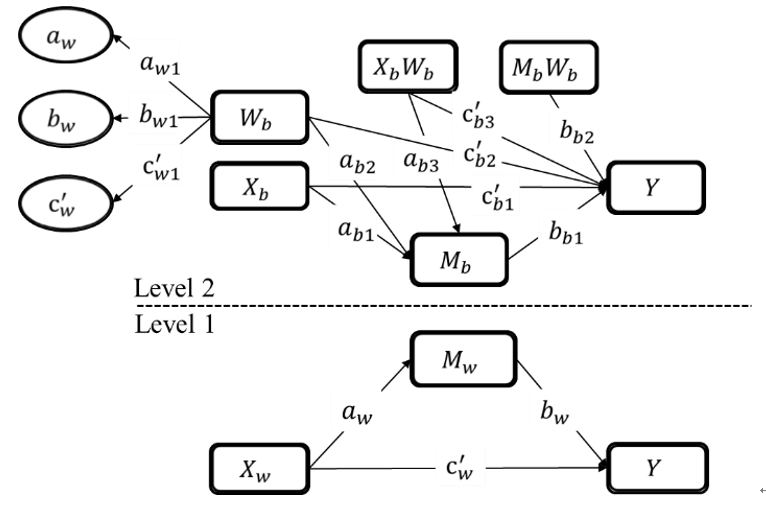 a_w
a_{w1}
b_w
b_{w1}
c'_w
c'_{w1}
W_b
X_b
X_bW_b
M_bW_b
c'_{b3}
b_{b2}
c'_{b2}
a_{b2}
a_{b3}
c'_{b1}
Y
a_{b1}
b_{b1}
M_b
Level 2
Level 1
M_w
a_w
b_w
X_w
c'_w
Y